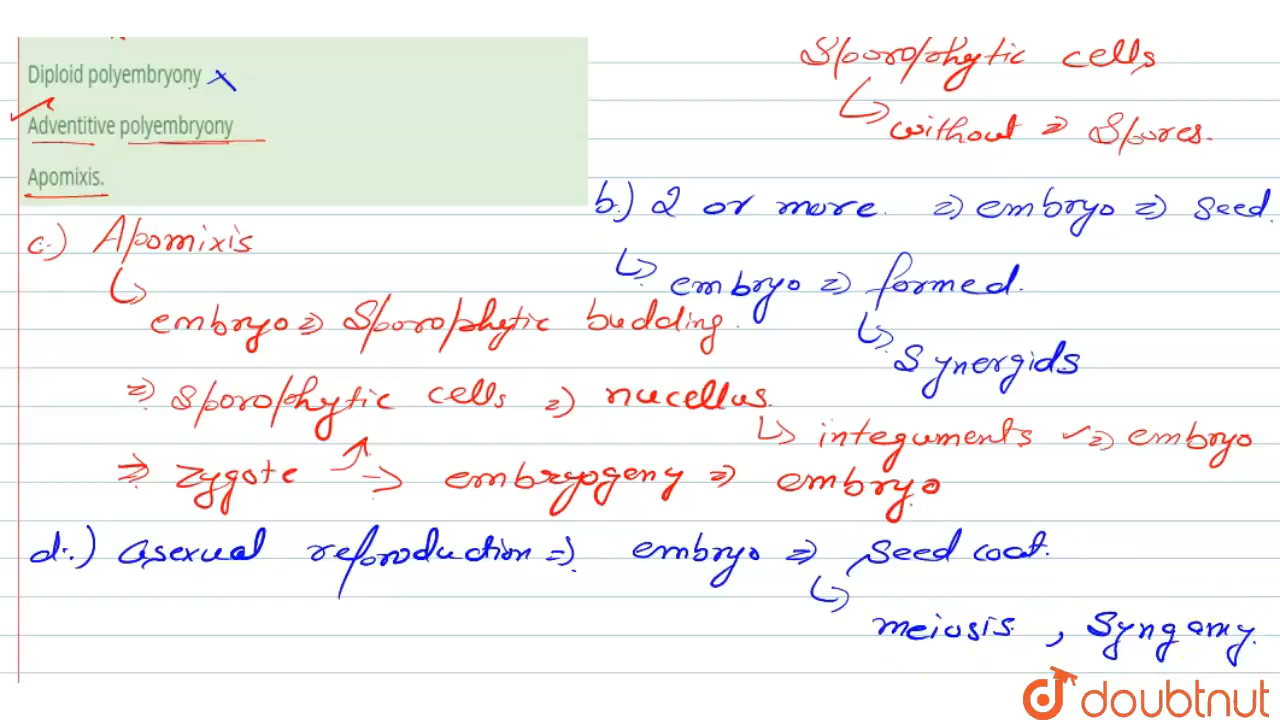 Diploid polyembryony
Adventitive polyembryony
Apomixis.
Sporophytic cells
without => Spores.
b.) 2 or more. => embryo => Seed.
embryo => formed.
Synergids
c.) Apomixis
embryo => Sporophytic budding.
=> Sporophytic cells => nucellus.
integuments ✓ => embryo
=> zygote -> embryogeny => embryo
d.) asexual reproduction => embryo => seed coat.
meiosis, Syngamy.
doubtnut